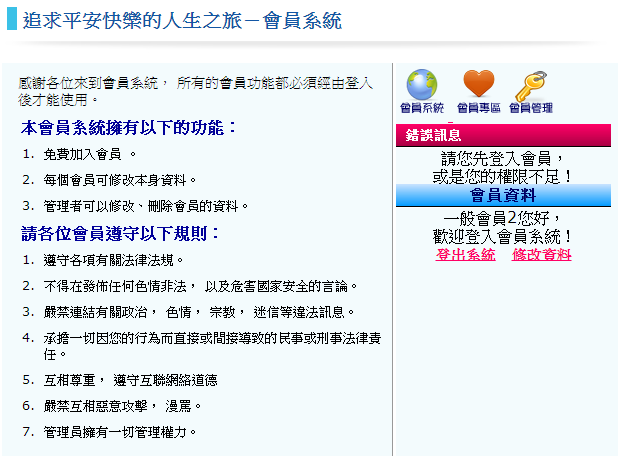 追求平安快樂的人生之旅－會員系統
感謝各位來到會員系統， 所有的會員功能都必須經由登入
後才能使用。
本會員系統擁有以下的功能：
1. 免費加入會員 。
2. 每個會員可修改本身資料。
3. 管理者可以修改、刪除會員的資料。
請各位會員遵守以下規則：
1. 遵守各項有關法律法規。
2. 不得在發佈任何色情非法， 以及危害國家安全的言論。
3. 嚴禁連結有關政治， 色情， 宗教， 迷信等違法訊息。
4. 承擔一切因您的行為而直接或間接導致的民事或刑事法律責
任。
5. 互相尊重， 遵守互聯網絡道德
6. 嚴禁互相惡意攻擊， 漫罵。
7. 管理員擁有一切管理權力。
會員系統 會員專區 會員管理
錯誤訊息
請您先登入會員，
或是您的權限不足！
會員資料
一般會員2您好，
歡迎登入會員系統！
登出系統 修改資料